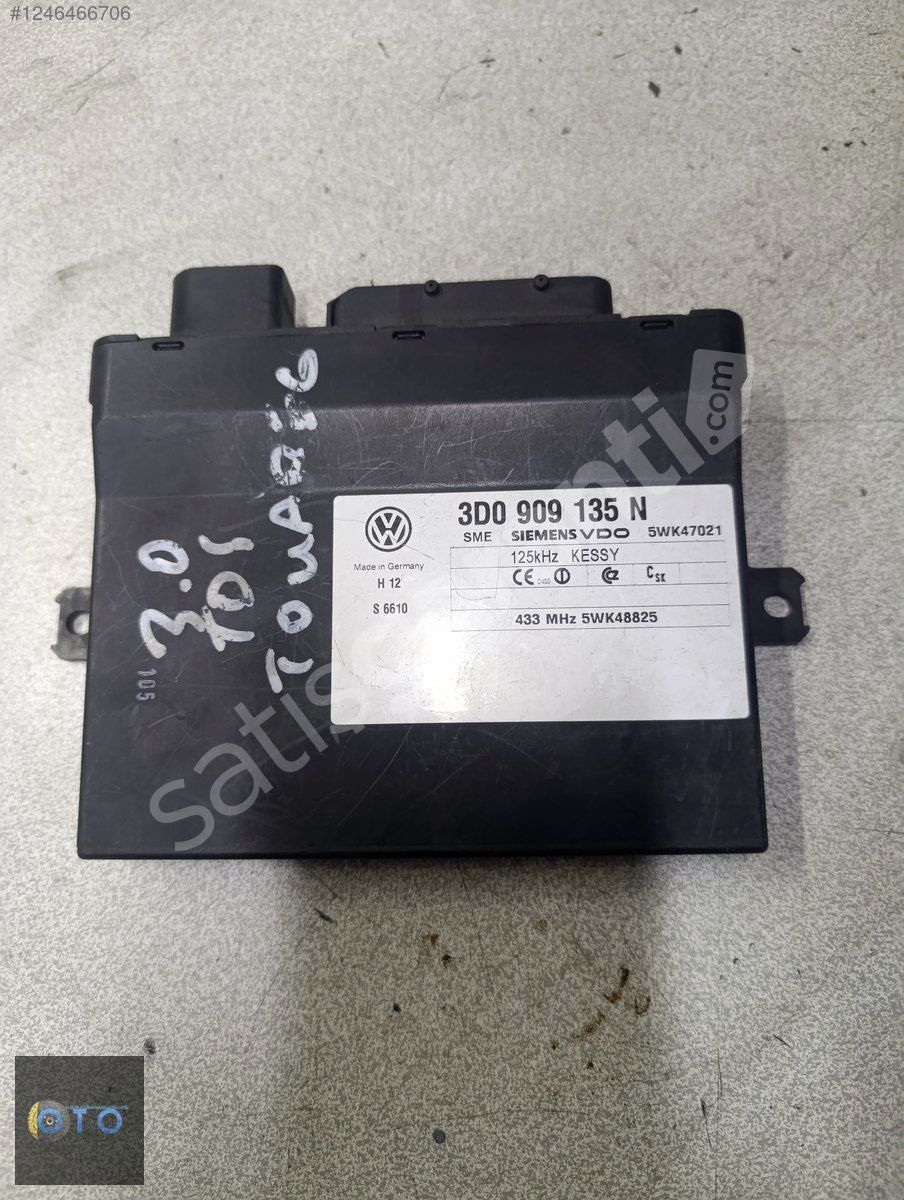 #1246466706
3D0 909 135 N
SME SIEMENS VDO 5WK47021
125kHz KESSY
Made in Germany
H 12
S 6610
433 MHz 5WK48825
3.0
TDI
TOUAREG
105
.com
OTO